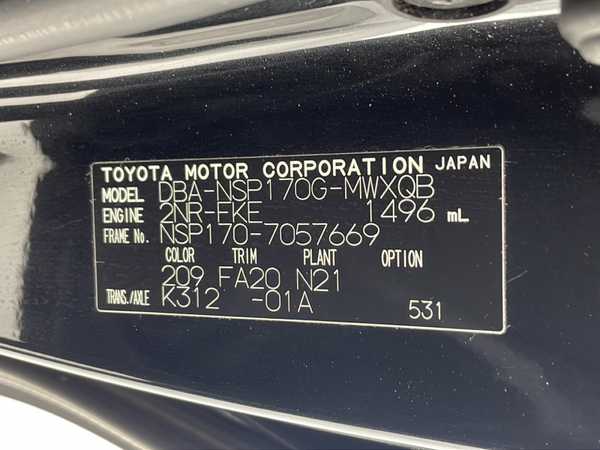 TOYOTA MOTOR CORPORATION JAPAN
MODEL DBA-NSP170G-MWXQB
ENGINE 2NR-FKE 1496 mL
FRAME No. NSP170-7057669
COLOR TRIM PLANT OPTION
209 FA20 N21
TRANS./AXLE K312 -01A
531